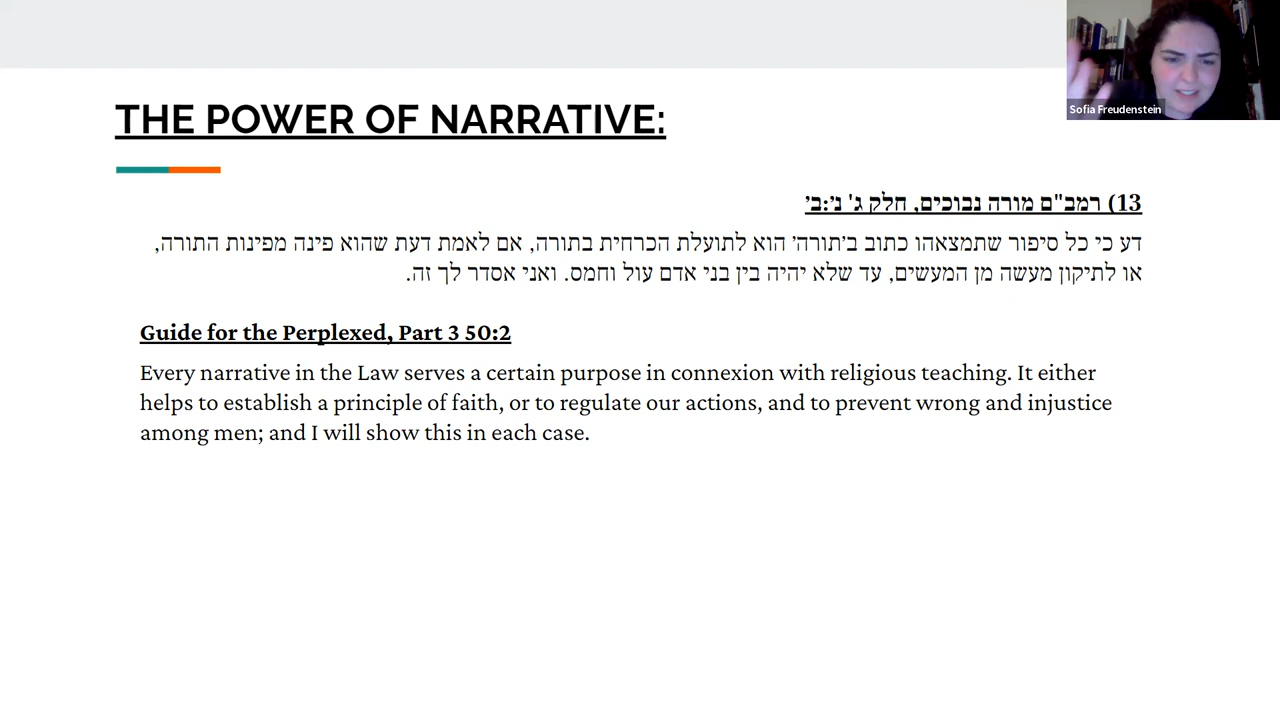 THE POWER OF NARRATIVE:
Sofia Freudenstein
13) רמב"ם מורה נבוכים, חלק ג' נ׳:ב׳
דע כי כל סיפור שתמצאהו כתוב ב׳תורה׳ הוא לתועלת הכרחית בתורה, אם לאמת דעת שהוא פינה מפינות התורה,
או לתיקון מעשה מן המעשים, עד שלא יהיה בין בני אדם עול וחמס. ואני אסדר לך זה.
Guide for the Perplexed, Part 3 50:2
Every narrative in the Law serves a certain purpose in connexion with religious teaching. It either
helps to establish a principle of faith, or to regulate our actions, and to prevent wrong and injustice
among men; and I will show this in each case.